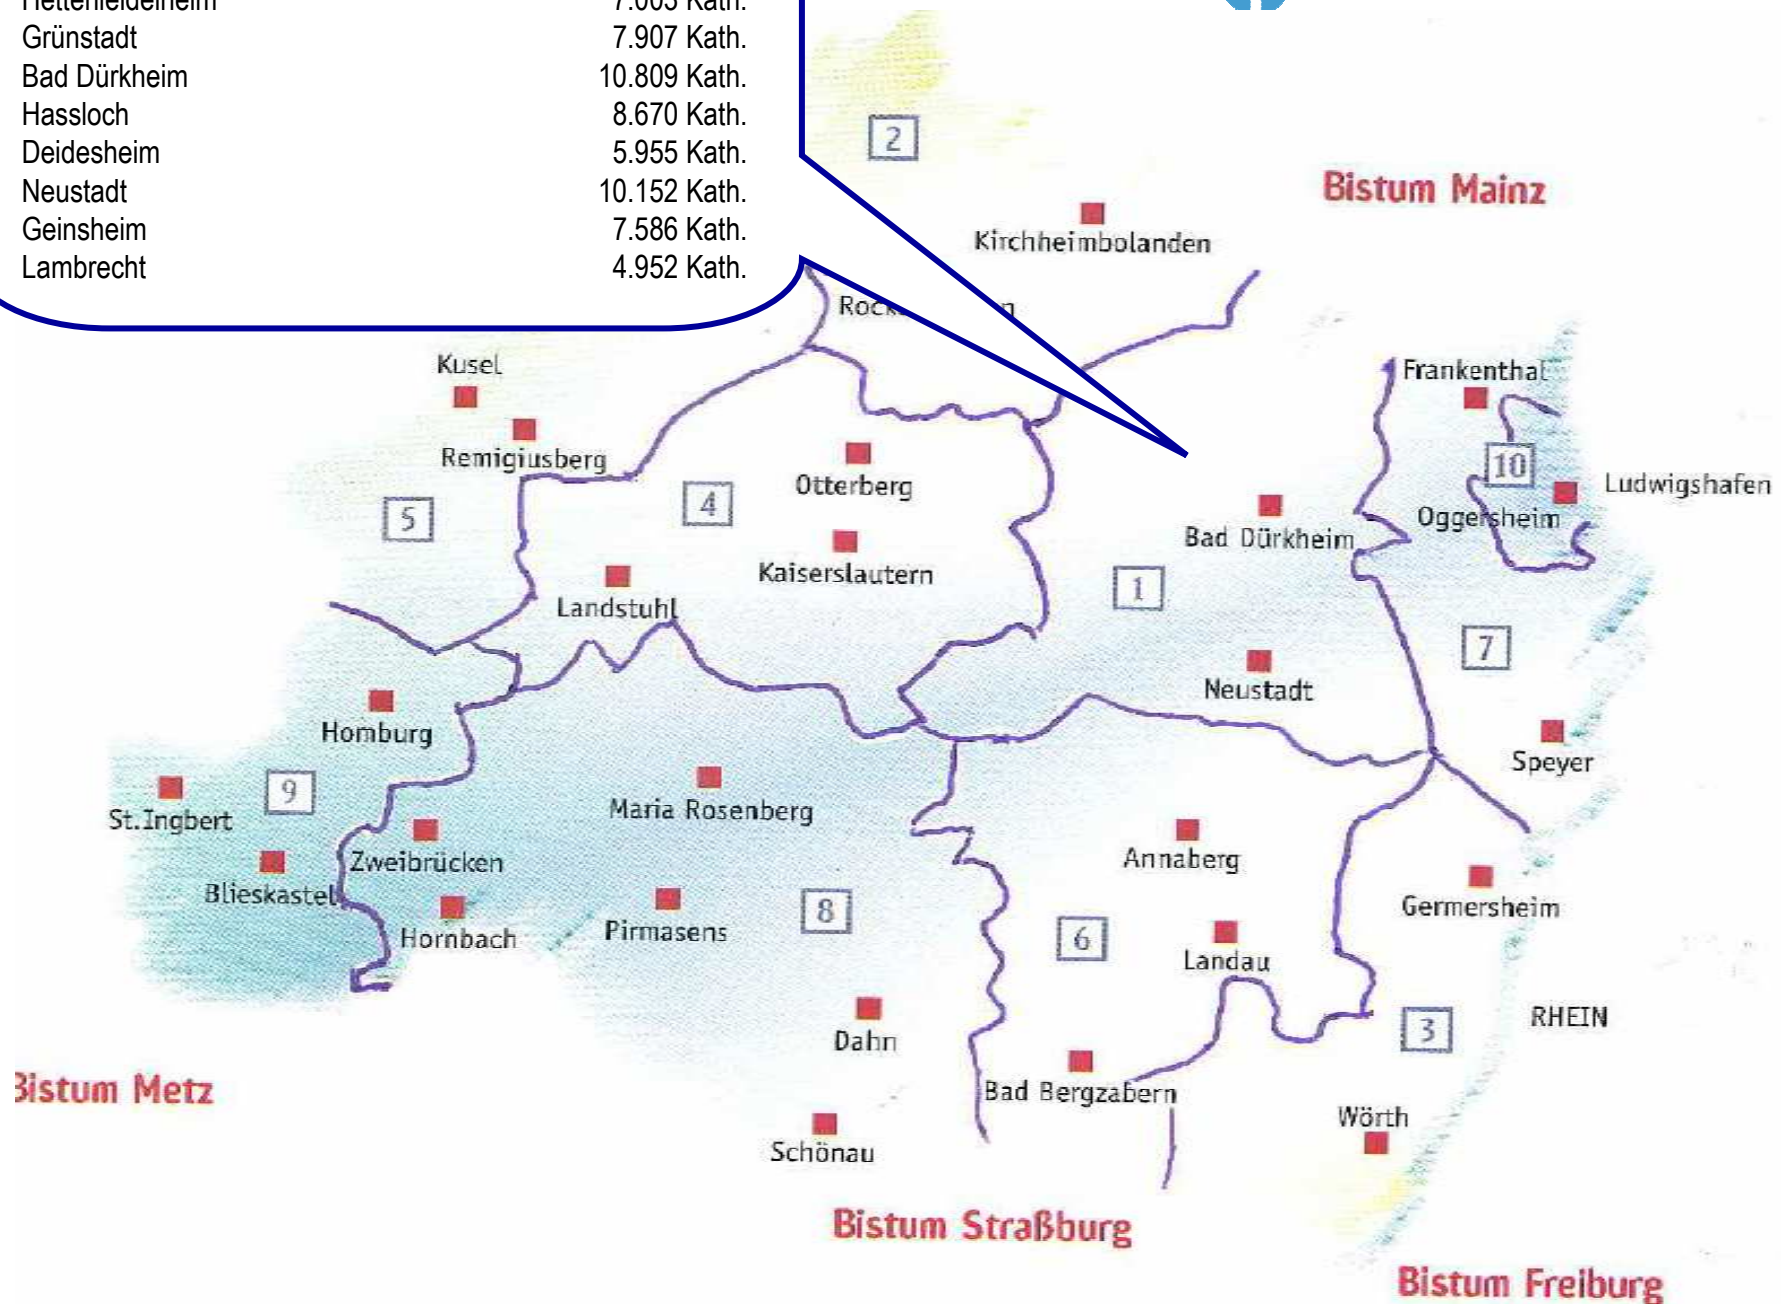 Grünstadt 7.907 Kath.
Bad Dürkheim 10.809 Kath.
Hassloch 8.670 Kath.
Deidesheim 5.955 Kath.
Neustadt 10.152 Kath.
Geinsheim 7.586 Kath.
Lambrecht 4.952 Kath.
2
Bistum Mainz
Kirchheimbolanden
Kusel
Frankenthal
Remigiusberg
Otterberg
10
Ludwigshafen
5
4
Oggersheim
Bad Dürkheim
Kaiserslautern
1
Landstuhl
7
Neustadt
Homburg
Speyer
9
St.Ingbert
Maria Rosenberg
Zweibrücken
Annaberg
Blieskastel
Germersheim
8
Hornbach
Pirmasens
6
Landau
RHEIN
3
Dahn
Bistum Metz
Bad Bergzabern
Wörth
Schönau
Bistum Straßburg
Bistum Freiburg